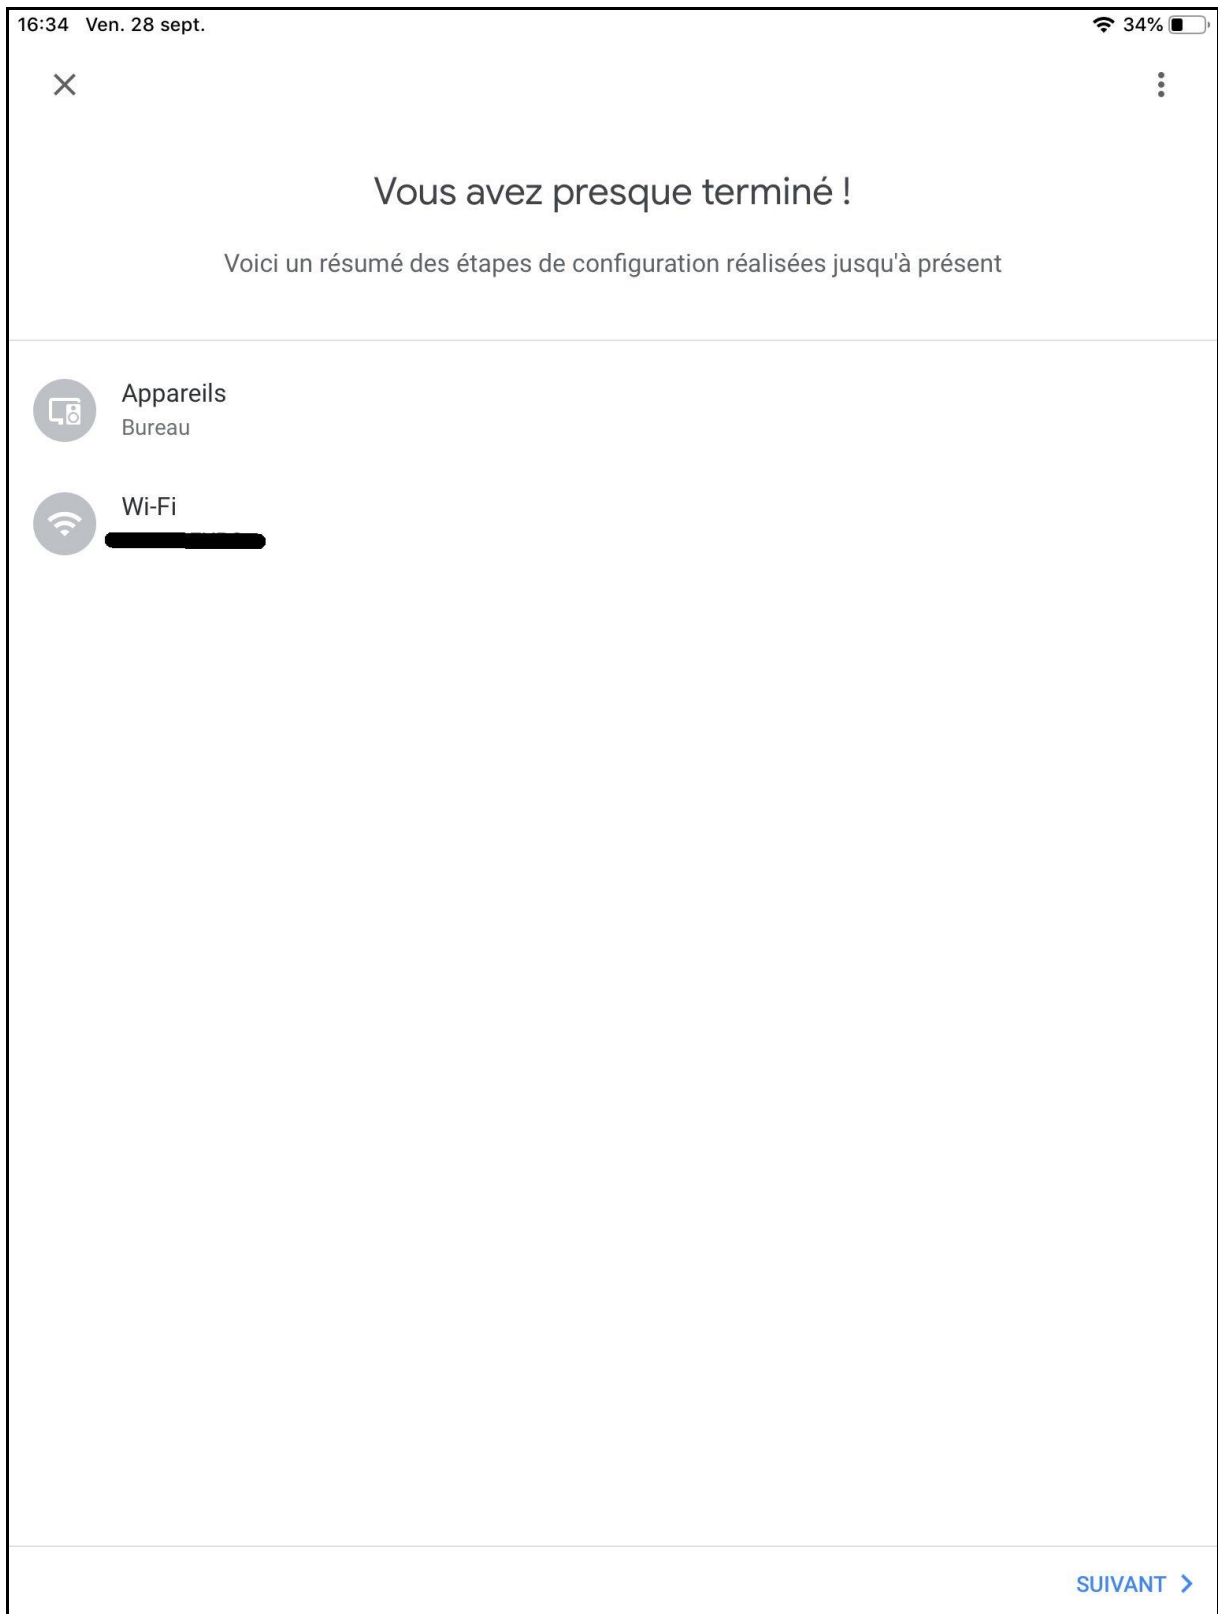 16:34 Ven. 28 sept.
34%
Vous avez presque terminé !
Voici un résumé des étapes de configuration réalisées jusqu'à présent
Appareils
Bureau
Wi-Fi
SUIVANT